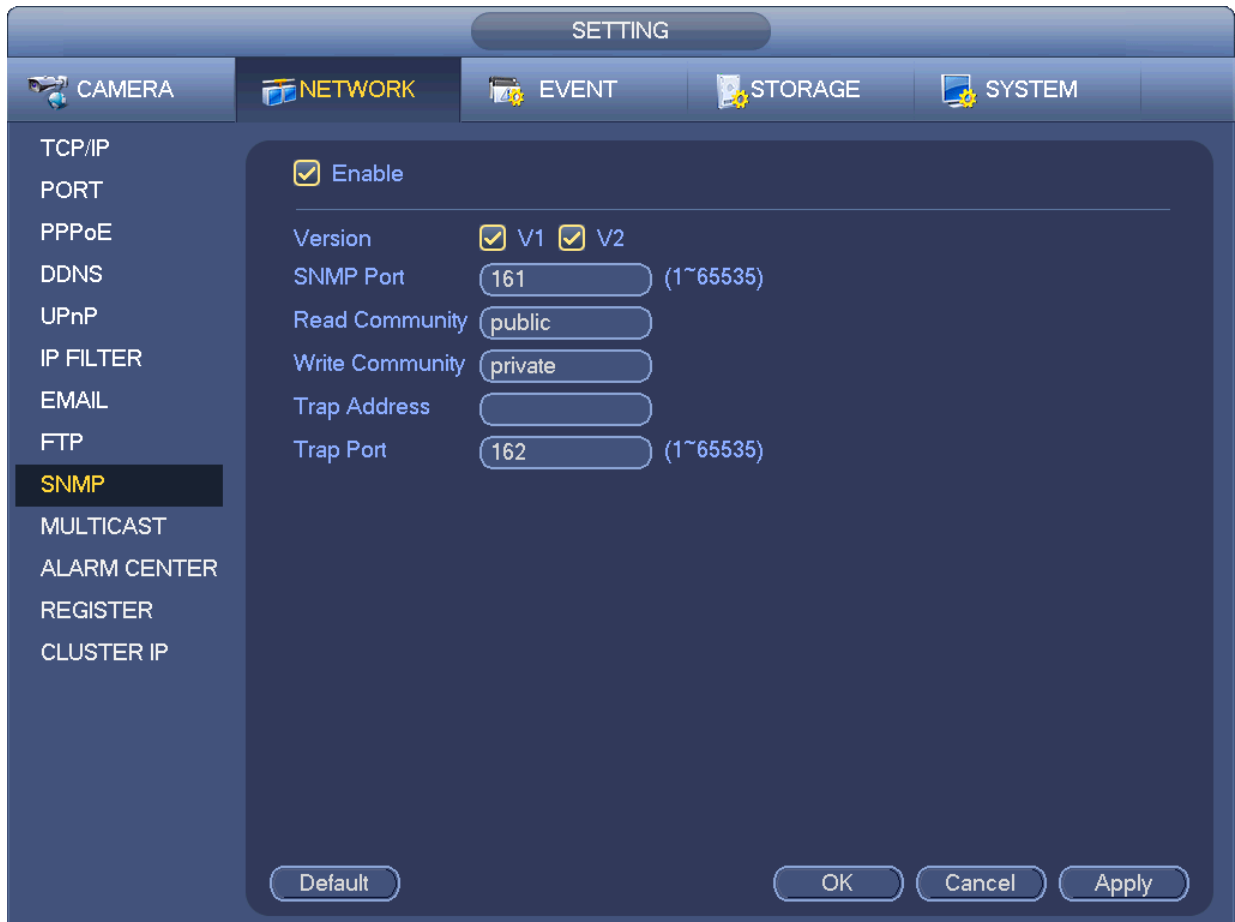 SETTING
CAMERA NETWORK EVENT STORAGE SYSTEM
TCP/IP
PORT
PPPoE
DDNS
UPnP
IP FILTER
EMAIL
FTP
SNMP
MULTICAST
ALARM CENTER
REGISTER
CLUSTER IP
Enable
Version V1 V2
SNMP Port 161 (1~65535)
Read Community public
Write Community private
Trap Address
Trap Port 162 (1~65535)
Default OK Cancel Apply